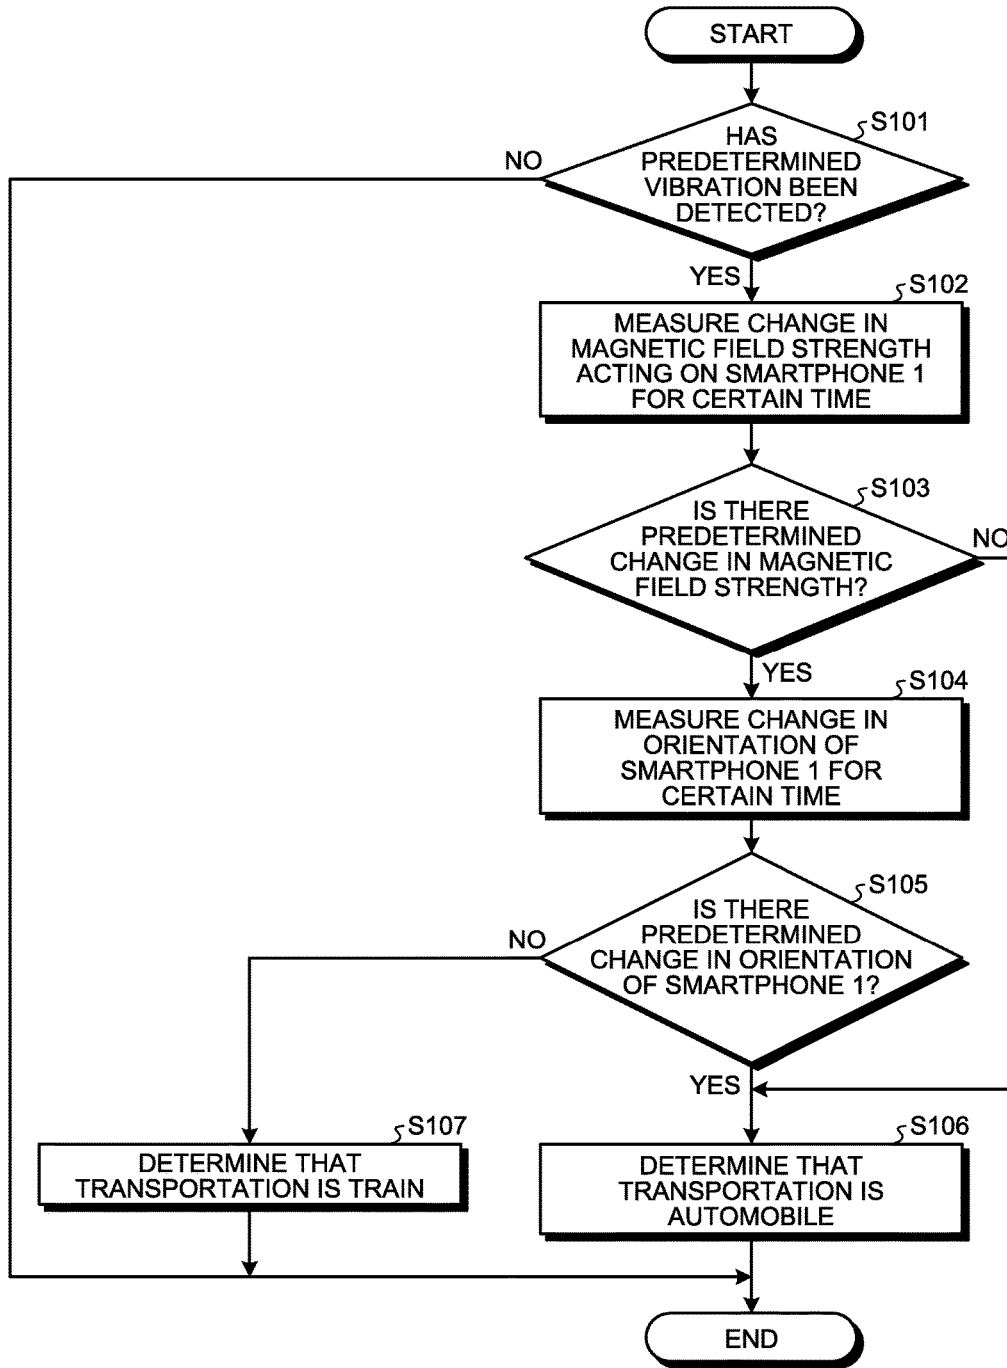 START
S101
HAS
PREDETERMINED
VIBRATION BEEN
DETECTED?
NO
YES
S102
MEASURE CHANGE IN
MAGNETIC FIELD STRENGTH
ACTING ON SMARTPHONE 1
FOR CERTAIN TIME
S103
IS THERE
PREDETERMINED
CHANGE IN MAGNETIC
FIELD STRENGTH?
NO
YES
S104
MEASURE CHANGE IN
ORIENTATION OF
SMARTPHONE 1 FOR
CERTAIN TIME
S105
IS THERE
PREDETERMINED
CHANGE IN ORIENTATION
OF SMARTPHONE 1?
NO
YES
S107
DETERMINE THAT
TRANSPORTATION IS TRAIN
S106
DETERMINE THAT
TRANSPORTATION IS
AUTOMOBILE
END